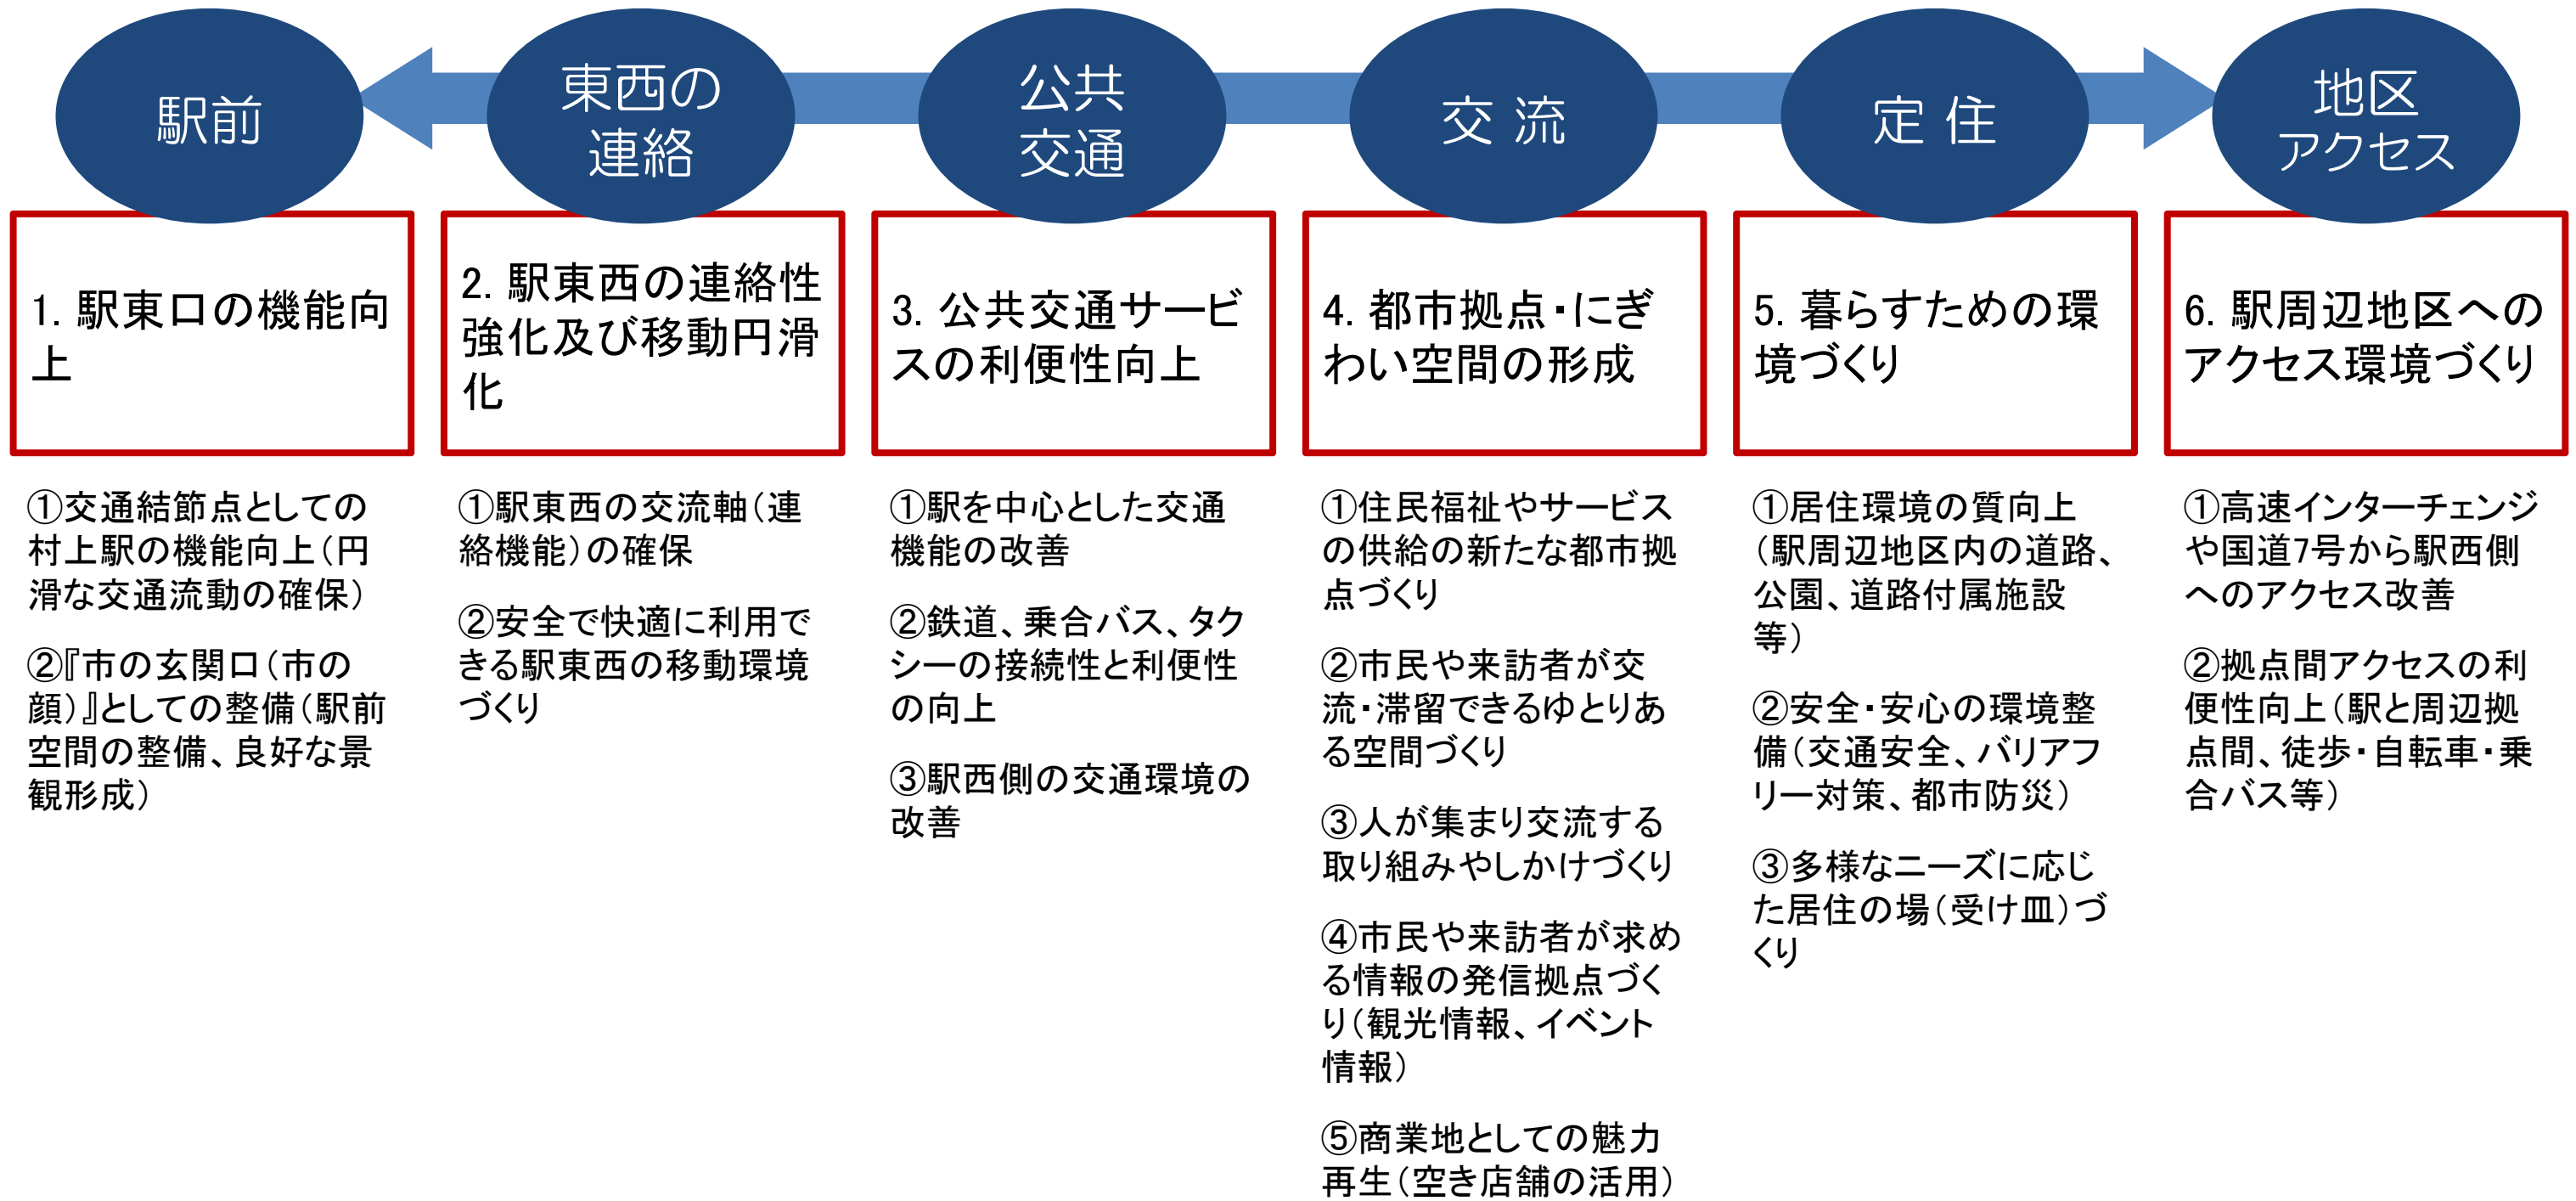 駅前
東西の
連絡
公共
交通
交 流
定 住
地区
アクセス
1. 駅東口の機能向
上
2. 駅東西の連絡性
強化及び移動円滑
化
3. 公共交通サービ
スの利便性向上
4. 都市拠点・にぎ
わい空間の形成
5. 暮らすための環
境づくり
6. 駅周辺地区への
アクセス環境づくり
①交通結節点としての
村上駅の機能向上（円
滑な交通流動の確保）
②『市の玄関口（市の
顔）』としての整備（駅前
空間の整備、良好な景
観形成）
①駅東西の交流軸（連
絡機能）の確保
②安全で快適に利用で
きる駅東西の移動環境
づくり
①駅を中心とした交通
機能の改善
②鉄道、乗合バス、タク
シーの接続性と利便性
の向上
③駅西側の交通環境の
改善
①住民福祉やサービス
の供給の新たな都市拠
点づくり
②市民や来訪者が交
流・滞留できるゆとりあ
る空間づくり
③人が集まり交流する
取り組みやしかけづくり
④市民や来訪者が求め
る情報の発信拠点づく
り（観光情報、イベント
情報）
⑤商業地としての魅力
再生（空き店舗の活用）
①居住環境の質向上
（駅周辺地区内の道路、
公園、道路付属施設
等）
②安全・安心の環境整
備（交通安全、バリアフ
リー対策、都市防災）
③多様なニーズに応じ
た居住の場（受け皿）づ
くり
①高速インターチェンジ
や国道7号から駅西側
へのアクセス改善
②拠点間アクセスの利
便性向上（駅と周辺拠
点間、徒歩・自転車・乗
合バス等）